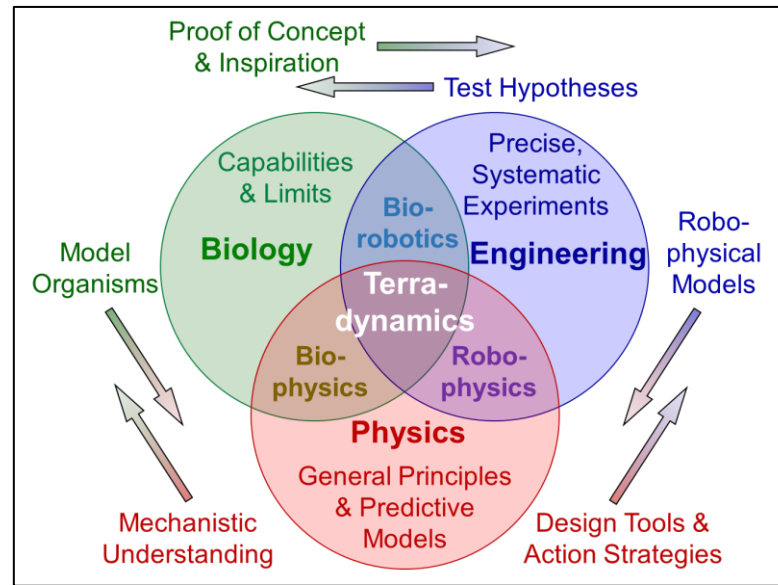 Proof of Concept
& Inspiration
Test Hypotheses
Capabilities
& Limits
Precise,
Systematic
Experiments
Bio-
robotics
Biology
Engineering
Model
Organisms
Robo-
physical
Models
Terra-
dynamics
Bio-
physics
Robo-
physics
Physics
General Principles
& Predictive
Models
Mechanistic
Understanding
Design Tools &
Action Strategies